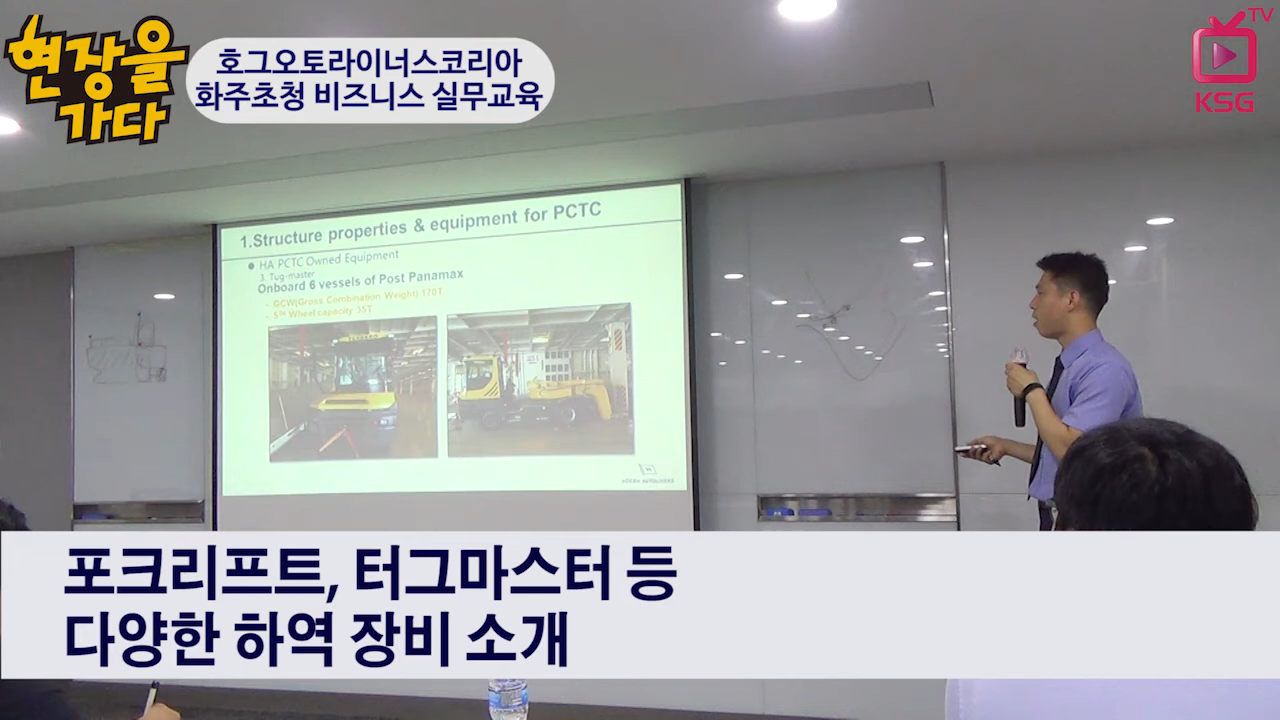 현장을
가다
호그오토라이너스코리아
화주초청 비즈니스 실무교육
TV
KSG
1.Structure properties & equipment for PCTC
● HA PCTC Owned Equipment
3. Tug-master
Onboard 6 vessels of Post Panamax
- GCW(Gross Combination Weight) 170T
- 5TH Wheel capacity 35T
HÖEGH AUTOLINERS
포크리프트, 터그마스터 등
다양한 하역 장비 소개